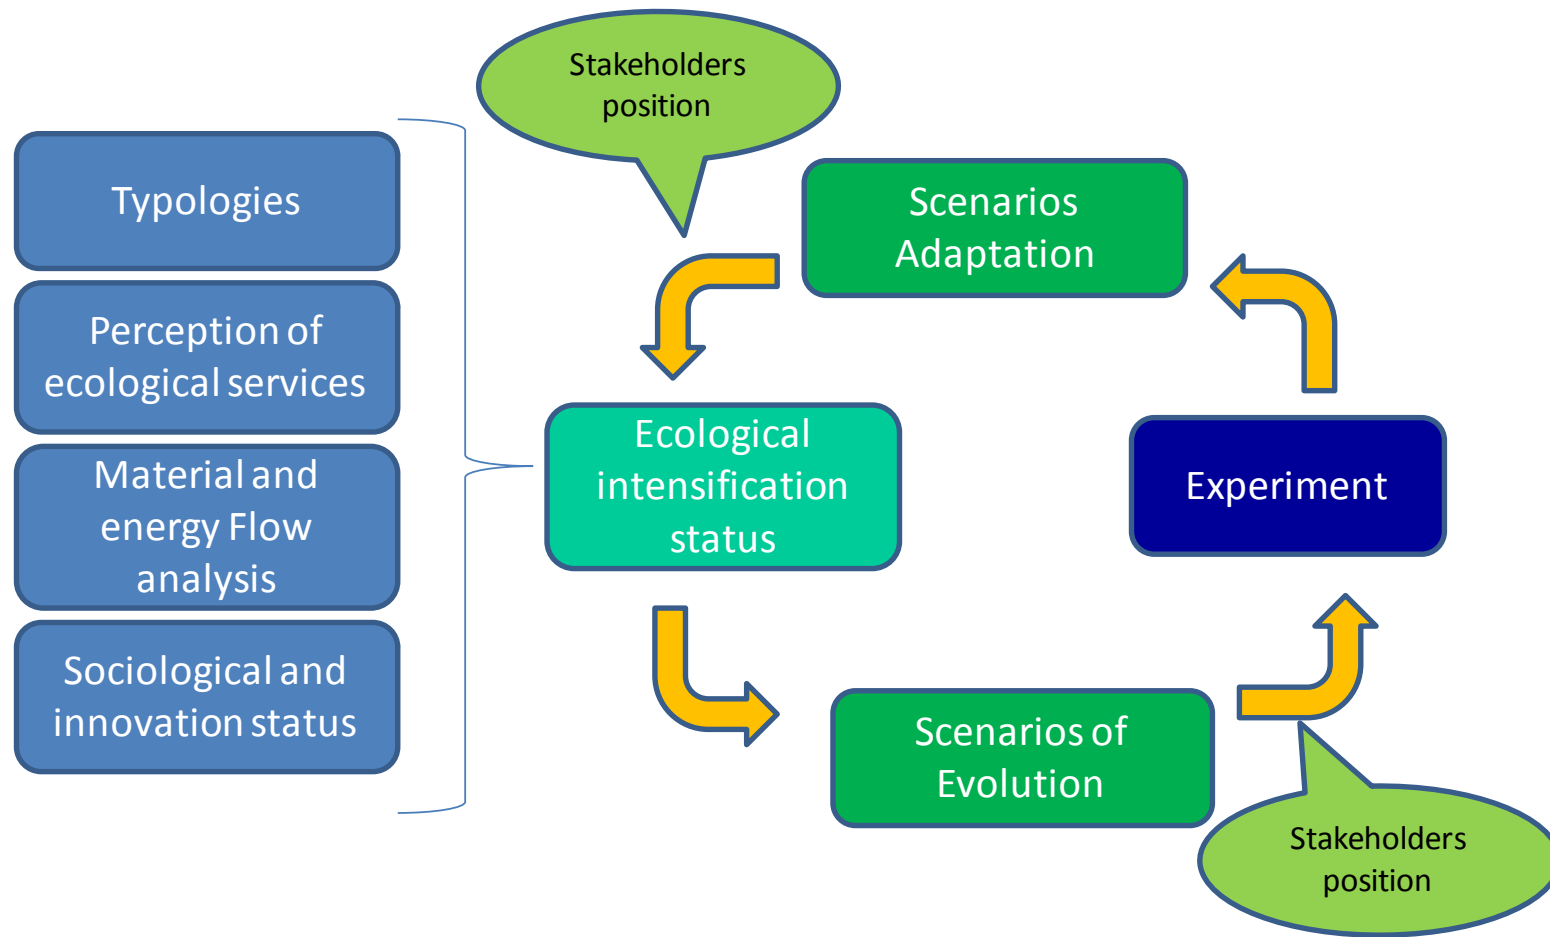 Stakeholders
position
Typologies
Perception of
ecological services
Material and
energy Flow
analysis
Sociological and
innovation status
Scenarios
Adaptation
Ecological
intensification
status
Experiment
Scenarios of
Evolution
Stakeholders
position